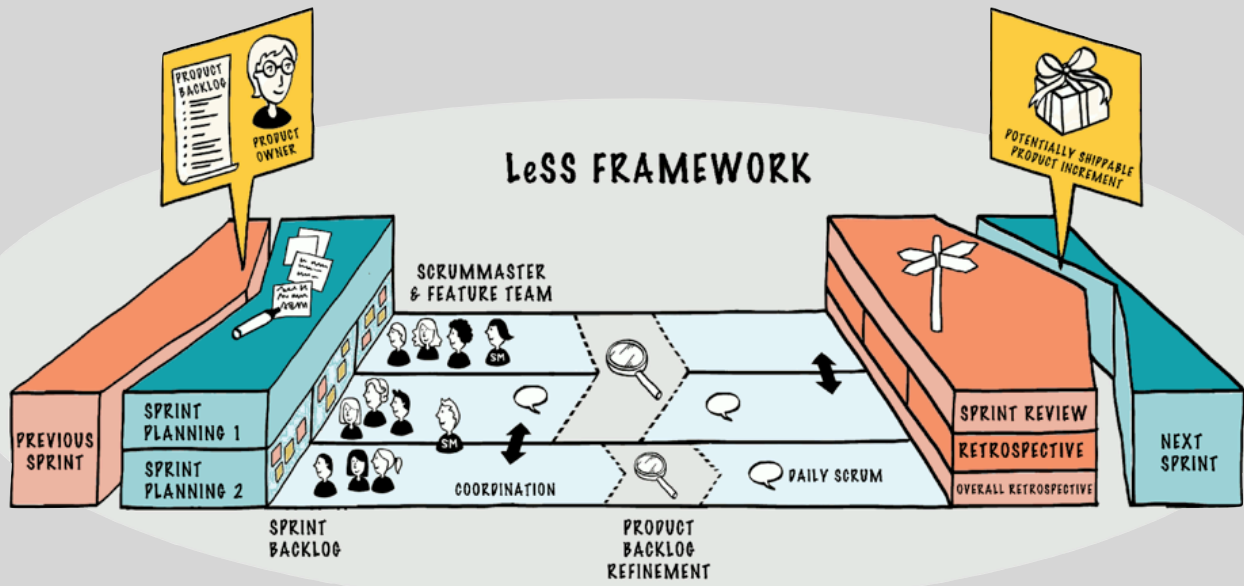 PRODUCT
BACKLOG
PRODUCT
OWNER
POTENTIALLY SHIPPABLE
PRODUCT INCREMENT
LeSS FRAMEWORK
SCRUMMASTER
& FEATURE TEAM
SM
SM
PREVIOUS
SPRINT
SPRINT
PLANNING 1
SPRINT
PLANNING 2
COORDINATION
DAILY SCRUM
SPRINT REVIEW
RETROSPECTIVE
OVERALL RETROSPECTIVE
NEXT
SPRINT
SPRINT
BACKLOG
PRODUCT
BACKLOG
REFINEMENT